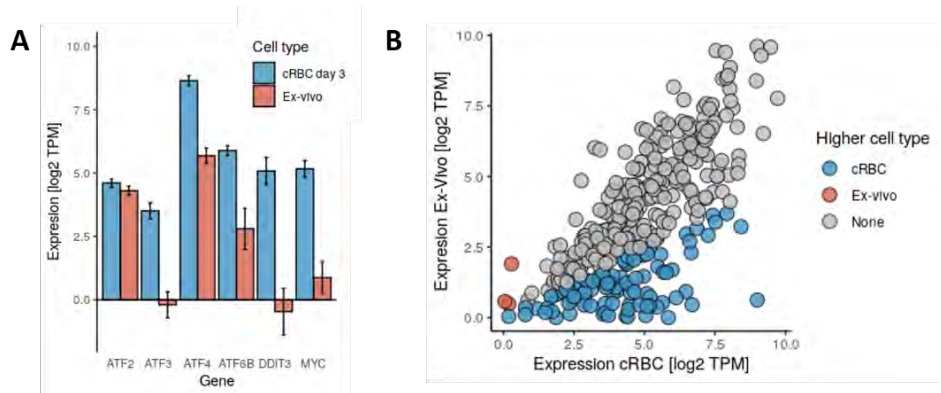 A
Expression [log2 TPM]
10.0
7.5
5.0
2.5
0.0
Cell type
cRBC day 3
Ex-vivo
ATF2 ATF3 ATF4 ATF6B DDIT3 MYC
Gene
B
Expression Ex-Vivo [log2 TPM]
10.0
7.5
5.0
2.5
0.0
0.0 2.5 5.0 7.5 10.0
Expression cRBC [log2 TPM]
Higher cell type
cRBC
Ex-vivo
None